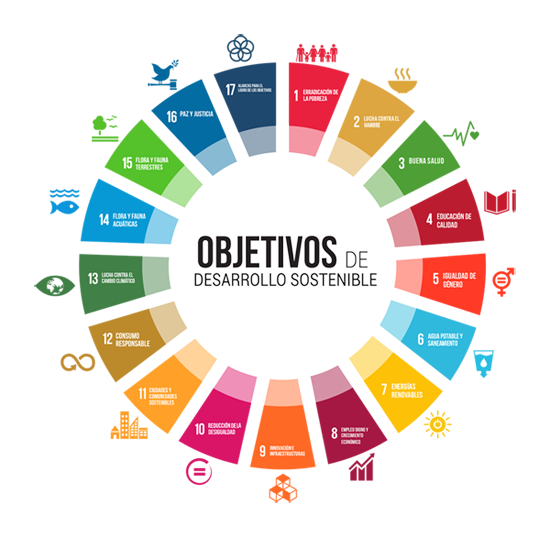 OBJETIVOS DE
DESARROLLO SOSTENIBLE
1 ERRADICACIÓN DE
LA POBREZA
2 LUCHA CONTRA EL
HAMBRE
3 BUENA SALUD
4 EDUCACIÓN DE
CALIDAD
5 IGUALDAD DE
GÉNERO
6 AGUA POTABLE Y
SANEAMIENTO
7 ENERGÍAS
RENOVABLES
8 EMPLEO DIGNO Y
CRECIMIENTO
ECONÓMICO
9 INNOVACIÓN E
INFRAESTRUCTURAS
10 REDUCCIÓN DE LA
DESIGUALDAD
11 CIUDADES Y
COMUNIDADES
SOSTENIBLES
12 CONSUMO
RESPONSABLE
13 LUCHA CONTRA EL
CAMBIO CLIMÁTICO
14 FLORA Y FAUNA
ACUÁTICAS
15 FLORA Y FAUNA
TERRESTRES
16 PAZ Y JUSTICIA
17 ALIANZAS PARA EL
LOGRO DE LOS OBJETIVOS